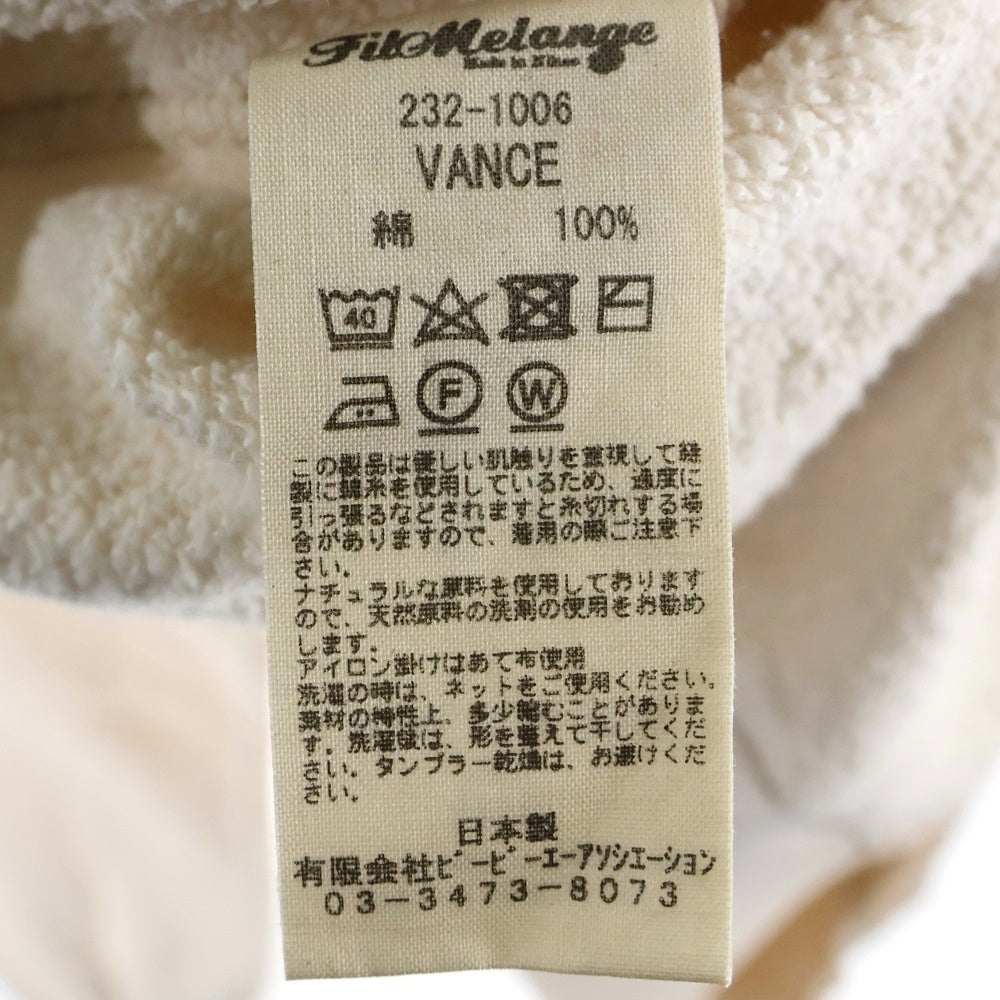 FilMelange
Made in Nihon
232-1006
VANCE
綿 100%
40
F W
この製品は優しい肌触りを重視して縫
製に綿糸を使用しているため、過度に
引っ張るなどされますと糸切れする場
合がありますので、着用の際ご注意下
さい。
ナチュラルな原料を使用しております
ので、天然原料の洗剤の使用をお勧め
します。
アイロン掛けはあて布使用
洗濯の時は、ネットをご使用ください。
素材の特性上、多少縮むことがありま
す。洗濯後は、形を整えて干してくだ
さい。タンブラー乾燥は、お避けくだ
さい。
日本製
有限会社ビーピーエーアソシエーション
03-3473-8073